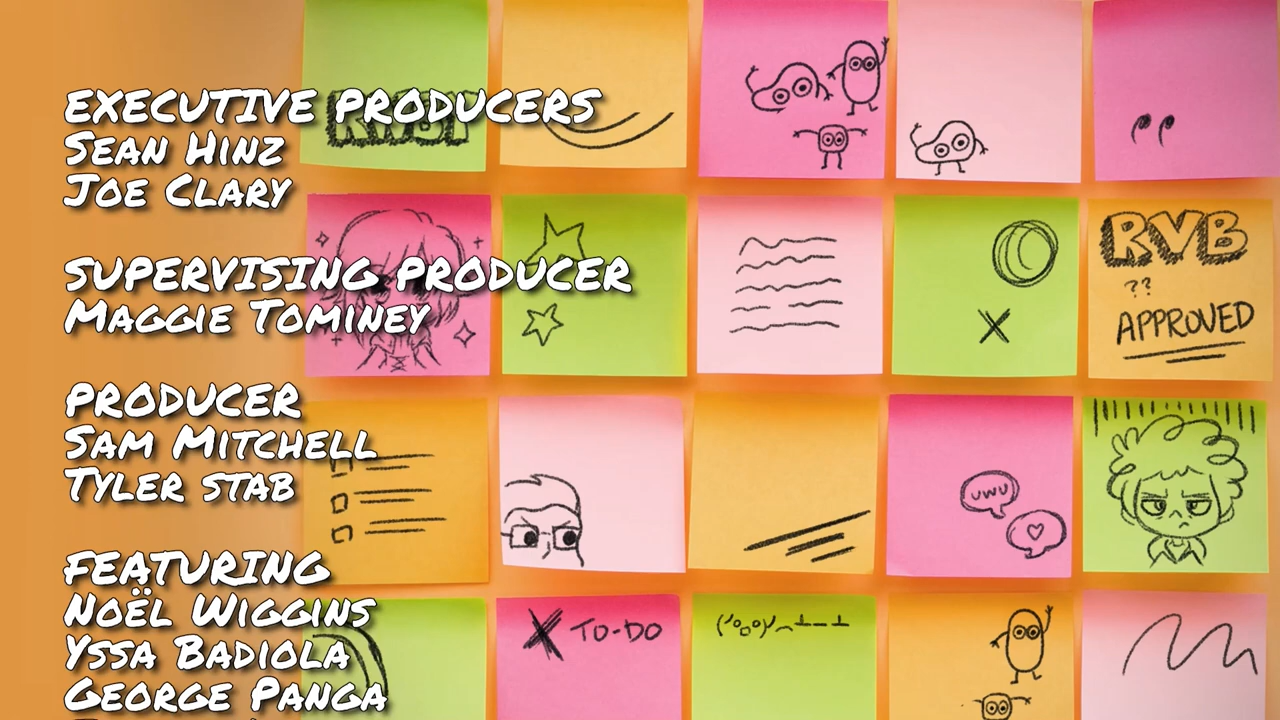 EXECUTIVE PRODUCERS
SEAN HINZ
JOE CLARY
SUPERVISING PRODUCER
MAGGIE TOMINEY
PRODUCER
SAM MITCHELL
TYLER STAB
FEATURING
NOËL WIGGINS
YSSA BADIOLA
GEORGE PANGA
RVB
??
APPROVED
UWU
X TO-DO